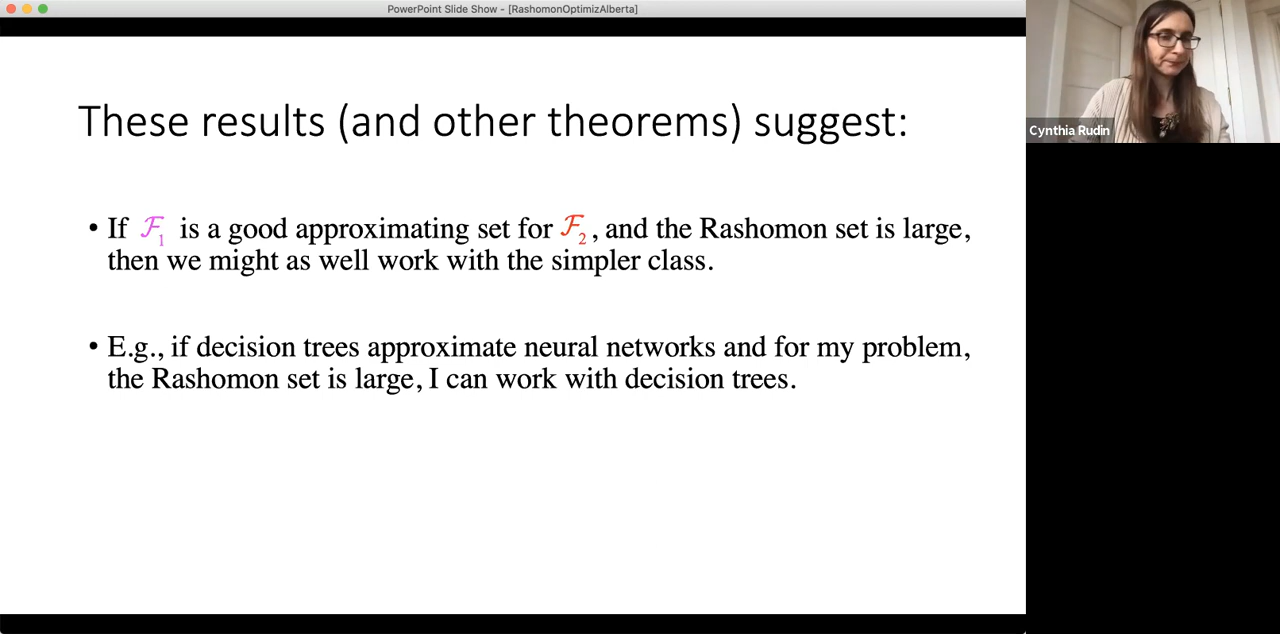 PowerPoint Slide Show - [RashomonOptimizAlberta]
These results (and other theorems) suggest:
• If ℱ₁ is a good approximating set for ℱ₂, and the Rashomon set is large,
then we might as well work with the simpler class.
• E.g., if decision trees approximate neural networks and for my problem,
the Rashomon set is large, I can work with decision trees.
Cynthia Rudin